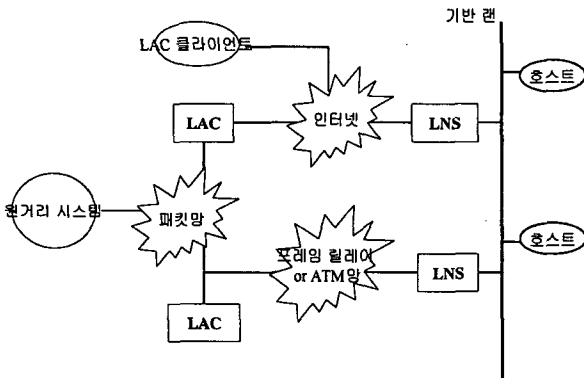 기반 랜
LAC 클라이언트
호스트
LAC
인터넷
LNS
원거리 시스템
패킷망
호스트
프레임 릴레이
or ATM망
LNS
LAC